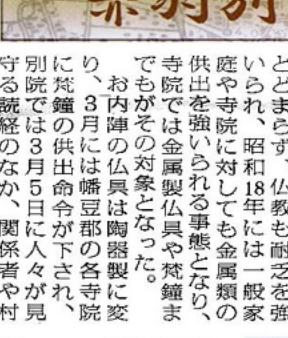 赤羽別
とどまらず、仏教も耐乏を強
いられ、昭和18年には一般家
庭や寺院に対しても金属類の
供出を強いられる事態となり、
寺院では金属製仏具や梵鐘ま
でもがその対象となった。
お内陣の仏具は陶器製に変
り、3月には幡豆郡の各寺院
に梵鐘の供出命令が下され、
別院では3月5日に人々が見
守る読経のなか、関係者や村